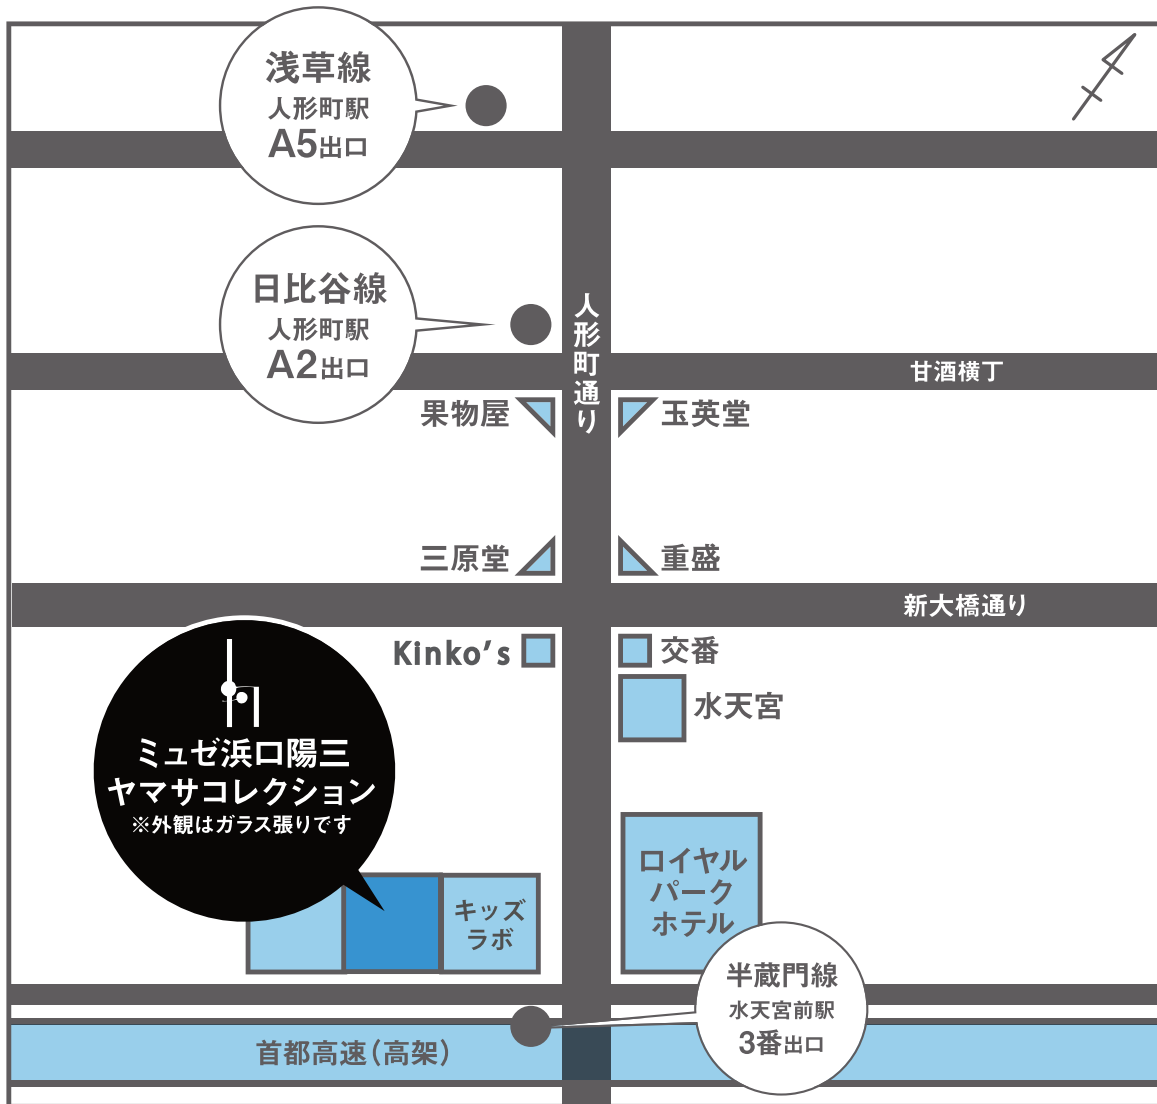 浅草線
人形町駅
A5出口
日比谷線
人形町駅
A2出口
人形町通り
甘酒横丁
果物屋
玉英堂
三原堂
重盛
新大橋通り
Kinko's
交番
水天宮
ミュゼ浜口陽三
ヤマサコレクション
※外観はガラス張りです
ロイヤル
パーク
ホテル
キッズ
ラボ
半蔵門線
水天宮前駅
3番出口
首都高速(高架)